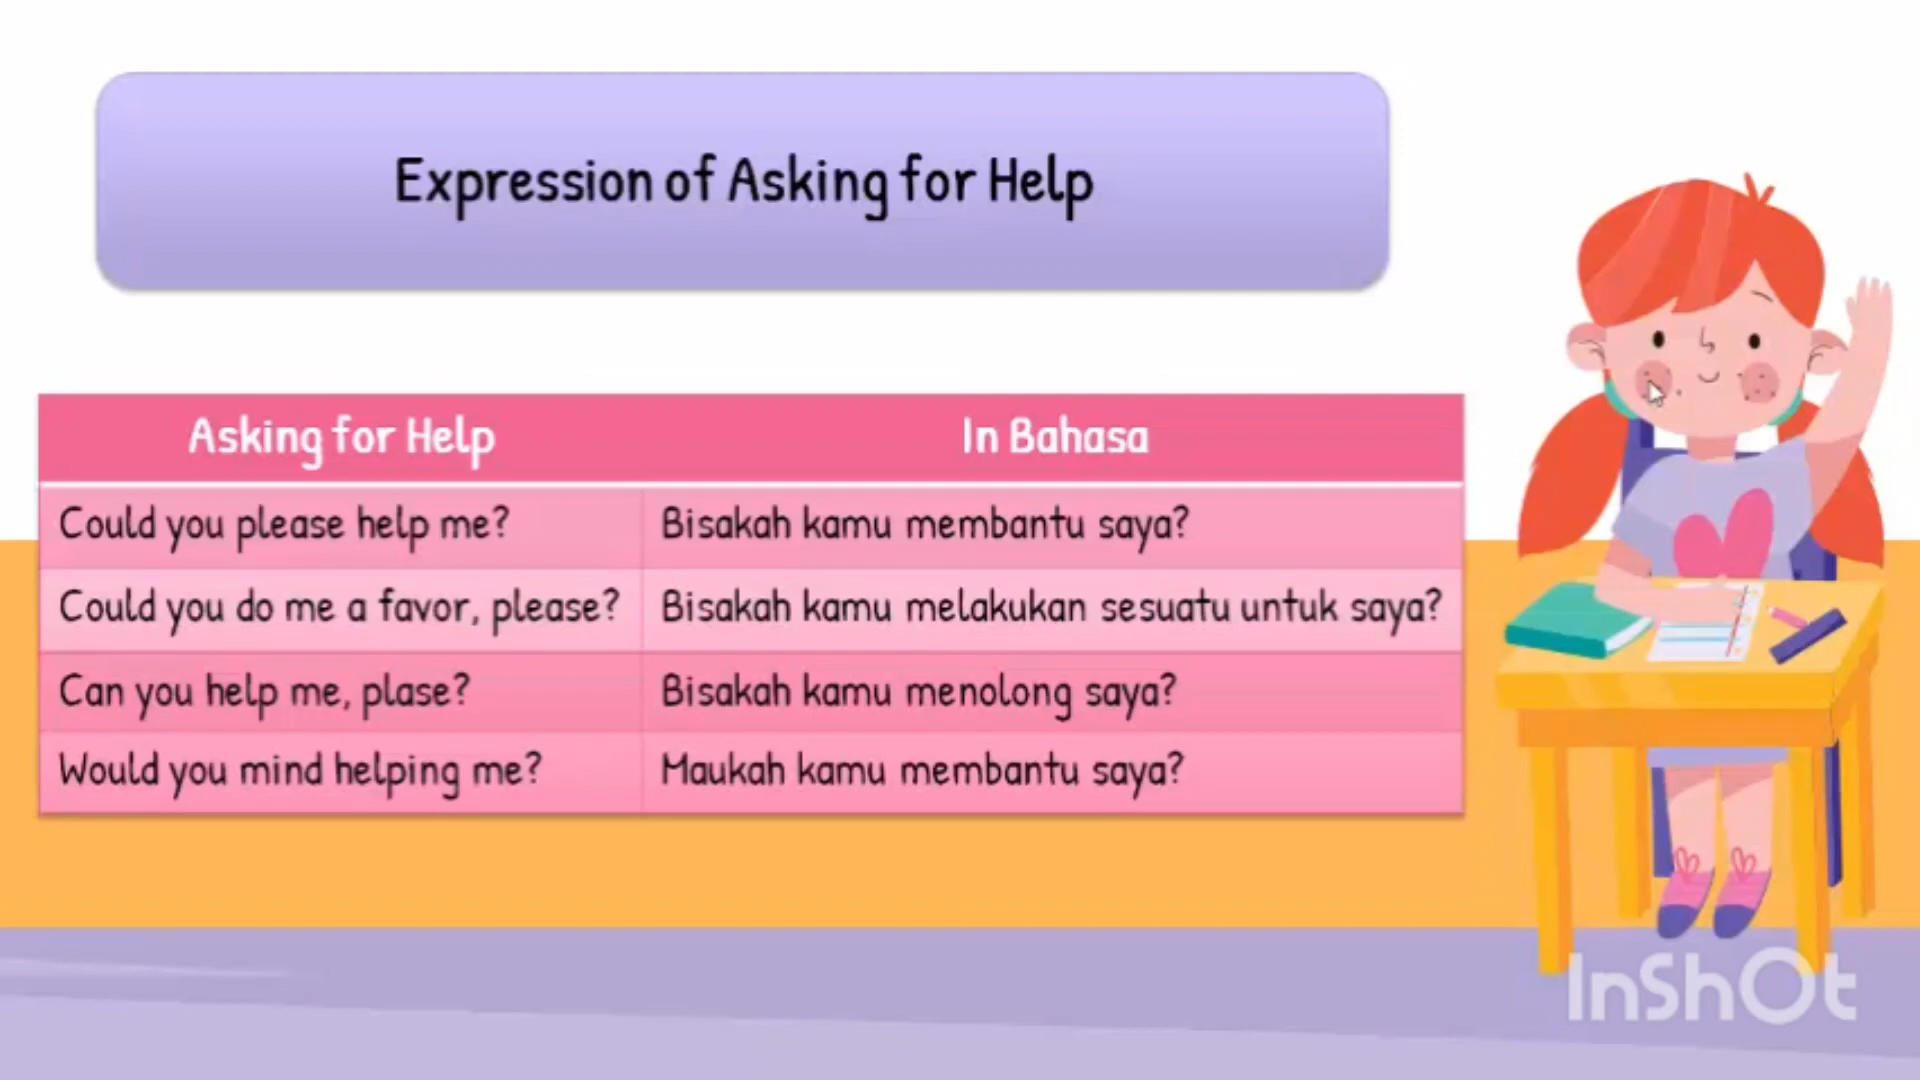 Expression of Asking for Help
Asking for Help
In Bahasa
Could you please help me?
Bisakah kamu membantu saya?
Could you do me a favor, please?
Bisakah kamu melakukan sesuatu untuk saya?
Can you help me, plase?
Bisakah kamu menolong saya?
Would you mind helping me?
Maukah kamu membantu saya?
InShOt